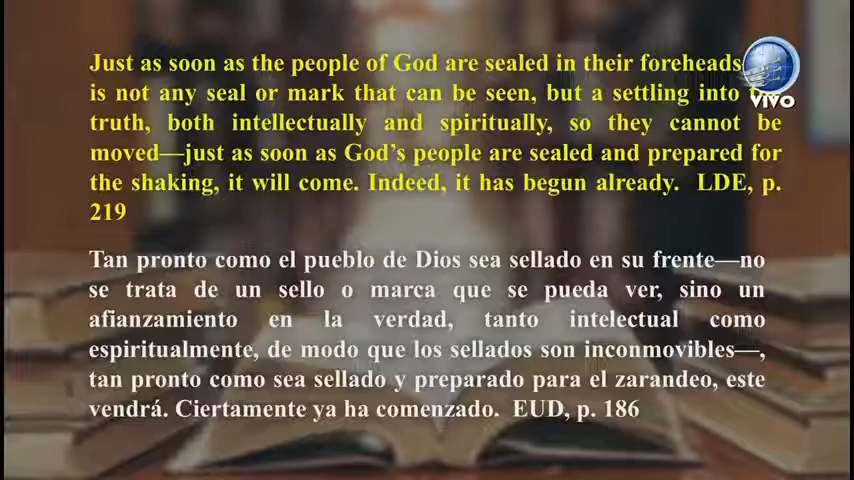 Just as soon as the people of God are sealed in their foreheads
is not any seal or mark that can be seen, but a settling into
truth, both intellectually and spiritually, so they cannot be
moved—just as soon as God's people are sealed and prepared for
the shaking, it will come. Indeed, it has begun already. LDE, p.
219
Tan pronto como el pueblo de Dios sea sellado en su frente—no
se trata de un sello o marca que se pueda ver, sino un
afianzamiento en la verdad, tanto intelectual como
espiritualmente, de modo que los sellados son inconmovibles—,
tan pronto como sea sellado y preparado para el zarandeo, este
vendrá. Ciertamente ya ha comenzado. EUD, p. 186
VIVO